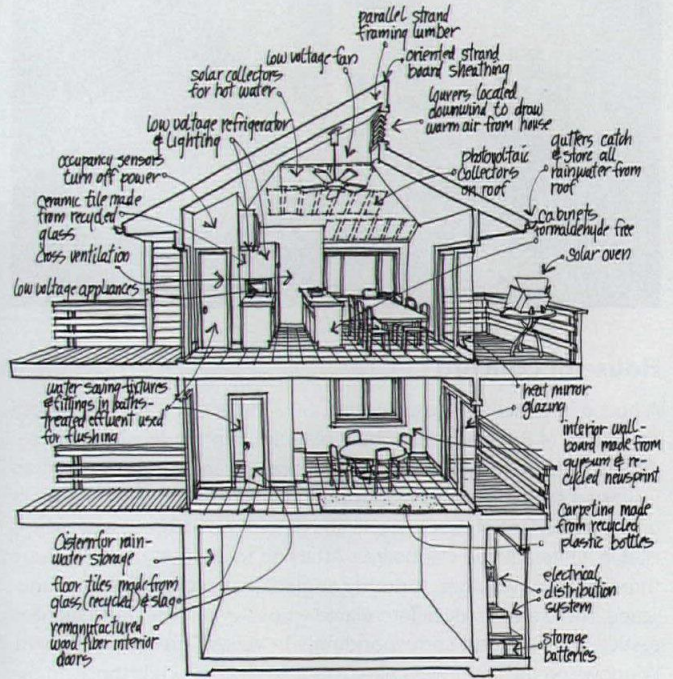 parallel strand
framing lumber
low voltage fan
oriented strand
board sheathing
solar collectors
for hot water
louvers located
downwind to draw
warm air from house
low voltage refrigerator
& lighting
gutters catch
& store all
rainwater from
roof
occupancy sensors
turn off power
photovoltaic
collectors
on roof
ceramic tile made
from recycled
glass
cabinets
formaldehyde free
cross ventilation
solar oven
low voltage appliances
water saving fixtures
& fittings in baths-
treated effluent used
for flushing
heat mirror
glazing
interior wall-
board made from
gypsum & re-
cycled newsprint
Carpeting made
from recycled
plastic bottles
Cistern for rain-
water storage
floor tiles made from
glass (recycled) & slag
electrical
distribution
system
remanufactured
wood fiber interior
doors
storage
batteries